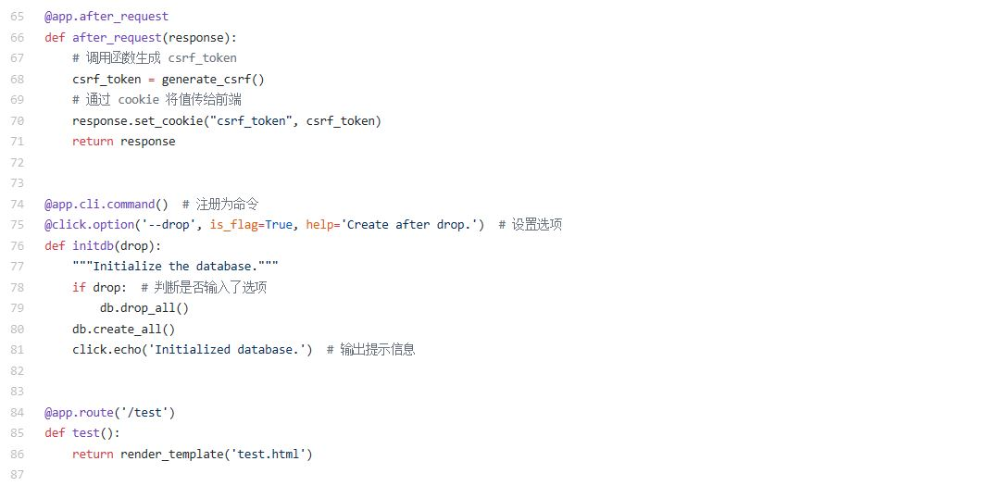 65 @app.after_request
66 def after_request(response):
67     # 调用函数生成 csrf_token
68     csrf_token = generate_csrf()
69     # 通过 cookie 将值传给前端
70     response.set_cookie("csrf_token", csrf_token)
71     return response
72
73
74 @app.cli.command()  # 注册为命令
75 @click.option('--drop', is_flag=True, help='Create after drop.')  # 设置选项
76 def initdb(drop):
77     """Initialize the database."""
78     if drop:  # 判断是否输入了选项
79         db.drop_all()
80     db.create_all()
81     click.echo('Initialized database.')  # 输出提示信息
82
83
84 @app.route('/test')
85 def test():
86     return render_template('test.html')
87